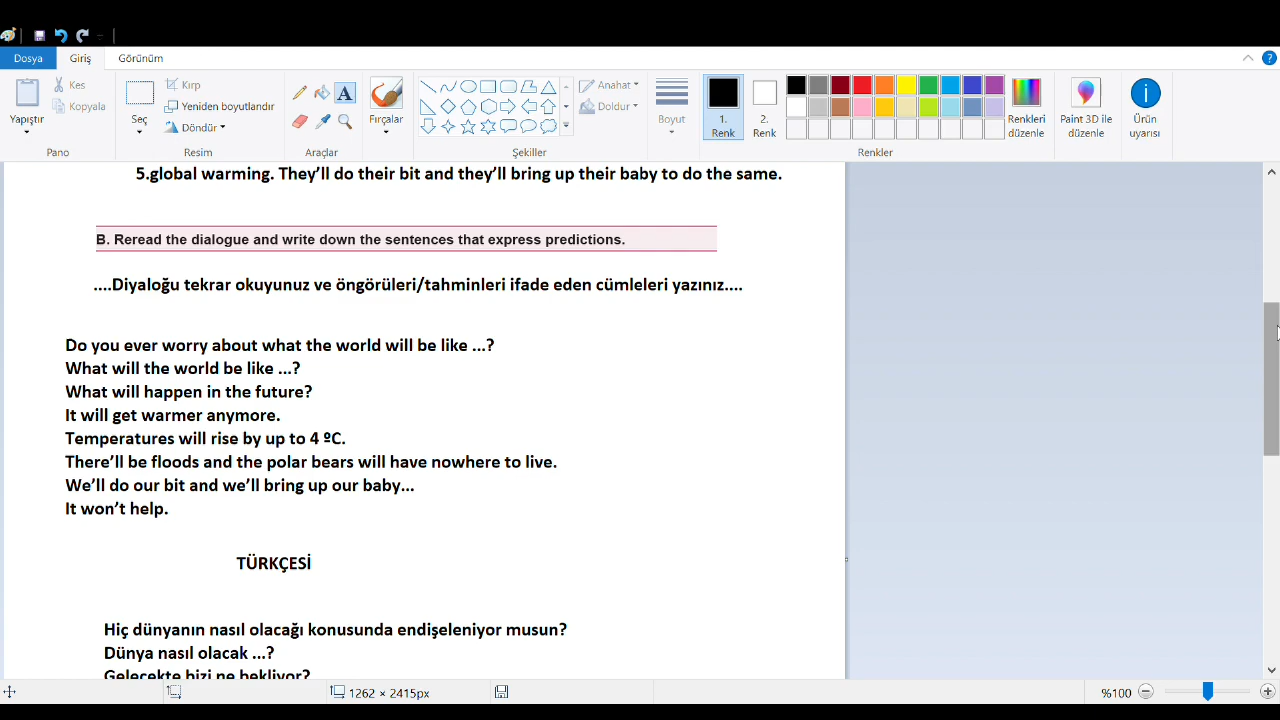 Dosya
Giriş
Görünüm
Yapıştır
Kes
Kopyala
Pano
Seç
Kırp
Yeniden boyutlandır
Döndür
Resim
Fırçalar
Araçlar
Anahat
Doldur
Şekiller
Boyut
1. Renk
2. Renk
Renkleri düzenle
Renkler
Paint 3D ile düzenle
Ürün uyarısı
5.global warming. They’ll do their bit and they’ll bring up their baby to do the same.
B. Reread the dialogue and write down the sentences that express predictions.
....Diyaloğu tekrar okuyunuz ve öngörüleri/tahminleri ifade eden cümleleri yazınız....
Do you ever worry about what the world will be like ...?
What will the world be like ...?
What will happen in the future?
It will get warmer anymore.
Temperatures will rise by up to 4 ºC.
There’ll be floods and the polar bears will have nowhere to live.
We’ll do our bit and we’ll bring up our baby...
It won’t help.
TÜRKÇESİ
Hiç dünyanın nasıl olacağı konusunda endişeleniyor musun?
Dünya nasıl olacak ...?
Gelecekte bizi ne bekliyor?
1262 × 2415px
%100